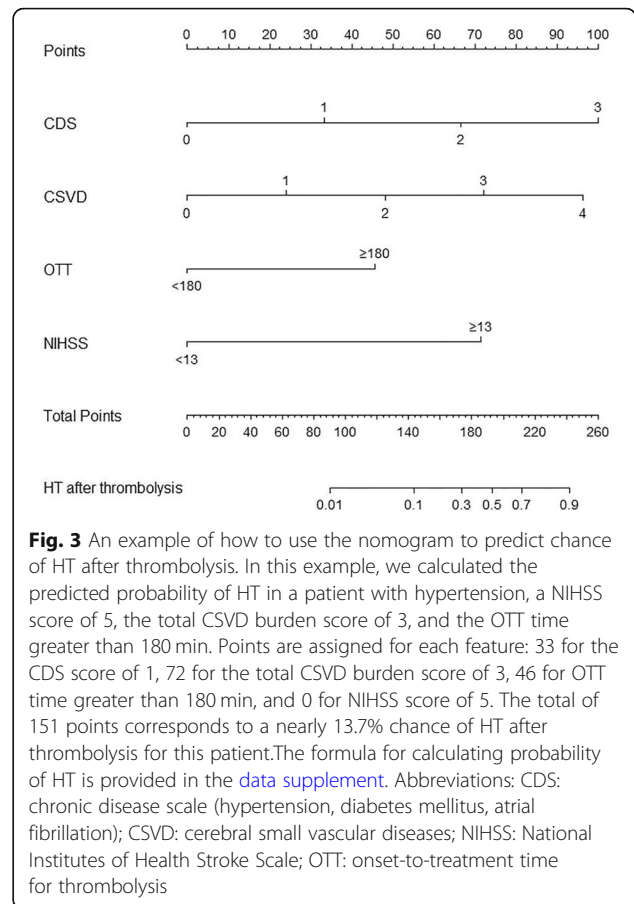 Points
0 10 20 30 40 50 60 70 80 90 100
CDS
1 3
0 2
CSVD
1 3
0 2 4
OTT
≥180
<180
NIHSS
≥13
<13
Total Points
0 20 40 60 80 100 140 180 220 260
HT after thrombolysis
0.01 0.1 0.3 0.5 0.7 0.9
Fig. 3 An example of how to use the nomogram to predict chance
of HT after thrombolysis. In this example, we calculated the
predicted probability of HT in a patient with hypertension, a NIHSS
score of 5, the total CSVD burden score of 3, and the OTT time
greater than 180 min. Points are assigned for each feature: 33 for the
CDS score of 1, 72 for the total CSVD burden score of 3, 46 for OTT
time greater than 180 min, and 0 for NIHSS score of 5. The total of
151 points corresponds to a nearly 13.7% chance of HT after
thrombolysis for this patient.The formula for calculating probability
of HT is provided in the data supplement. Abbreviations: CDS:
chronic disease scale (hypertension, diabetes mellitus, atrial
fibrillation); CSVD: cerebral small vascular diseases; NIHSS: National
Institutes of Health Stroke Scale; OTT: onset-to-treatment time
for thrombolysis